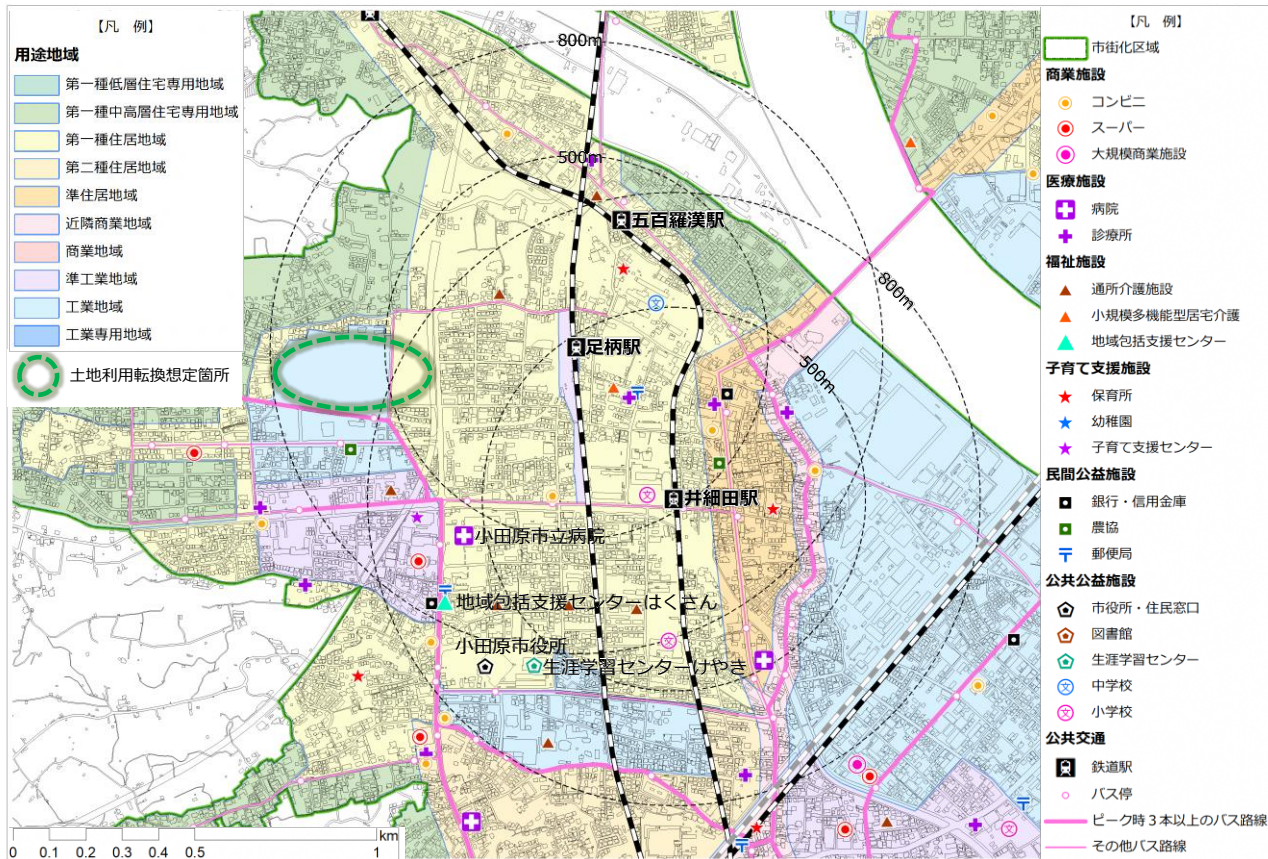 【凡　例】
用途地域
第一種低層住宅専用地域
第一種中高層住宅専用地域
第一種住居地域
第二種住居地域
準住居地域
近隣商業地域
商業地域
準工業地域
工業地域
工業専用地域
土地利用転換想定箇所
800m
500m
五百羅漢駅
800m
足柄駅
500m
井細田駅
小田原市立病院
地域包括支援センターはくさん
小田原市役所
生涯学習センターけやき
文
文
文
km
0 0.1 0.2 0.3 0.4 0.5 1
【凡　例】
市街化区域
商業施設
コンビニ
スーパー
大規模商業施設
医療施設
病院
診療所
福祉施設
通所介護施設
小規模多機能型居宅介護
地域包括支援センター
子育て支援施設
保育所
幼稚園
子育て支援センター
民間公益施設
銀行・信用金庫
農協
郵便局
公共公益施設
市役所・住民窓口
図書館
生涯学習センター
文 中学校
文 小学校
公共交通
鉄道駅
バス停
ピーク時３本以上のバス路線
その他バス路線
文